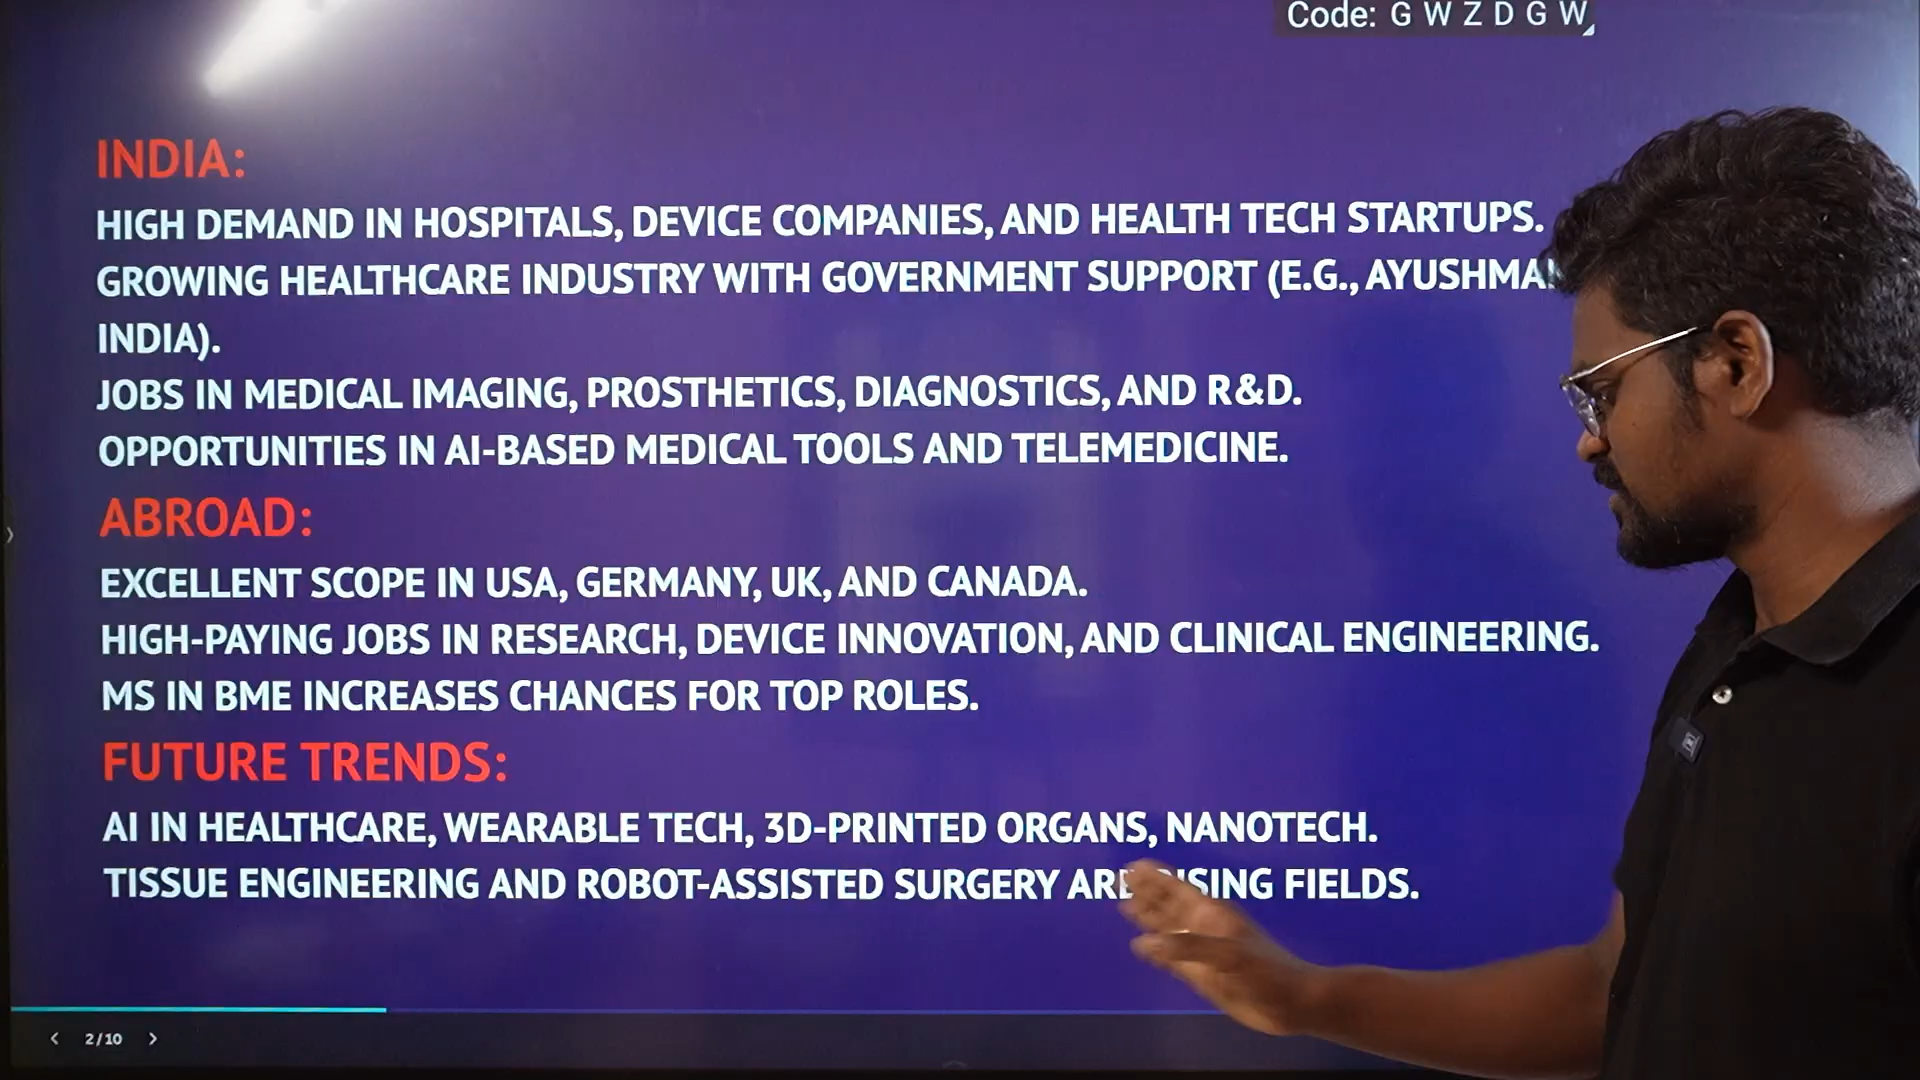 Code: G W Z D G W
INDIA:
HIGH DEMAND IN HOSPITALS, DEVICE COMPANIES, AND HEALTH TECH STARTUPS.
GROWING HEALTHCARE INDUSTRY WITH GOVERNMENT SUPPORT (E.G.,
INDIA).
JOBS IN MEDICAL IMAGING, PROSTHETICS, DIAGNOSTICS, AND R&D.
OPPORTUNITIES IN AI-BASED MEDICAL TOOLS AND TELEMEDICINE.
ABROAD:
EXCELLENT SCOPE IN USA, GERMANY, UK, AND CANADA.
HIGH-PAYING JOBS IN RESEARCH, DEVICE INNOVATION, AND CLINICAL ENGINEERING.
MS IN BME INCREASES CHANCES FOR TOP ROLES.
FUTURE TRENDS:
AI IN HEALTHCARE, WEARABLE TECH, 3D-PRINTED ORGANS, NANOTECH.
TISSUE ENGINEERING AND ROBOT-ASSISTED SURGERY ARE RISING FIELDS.
2/10